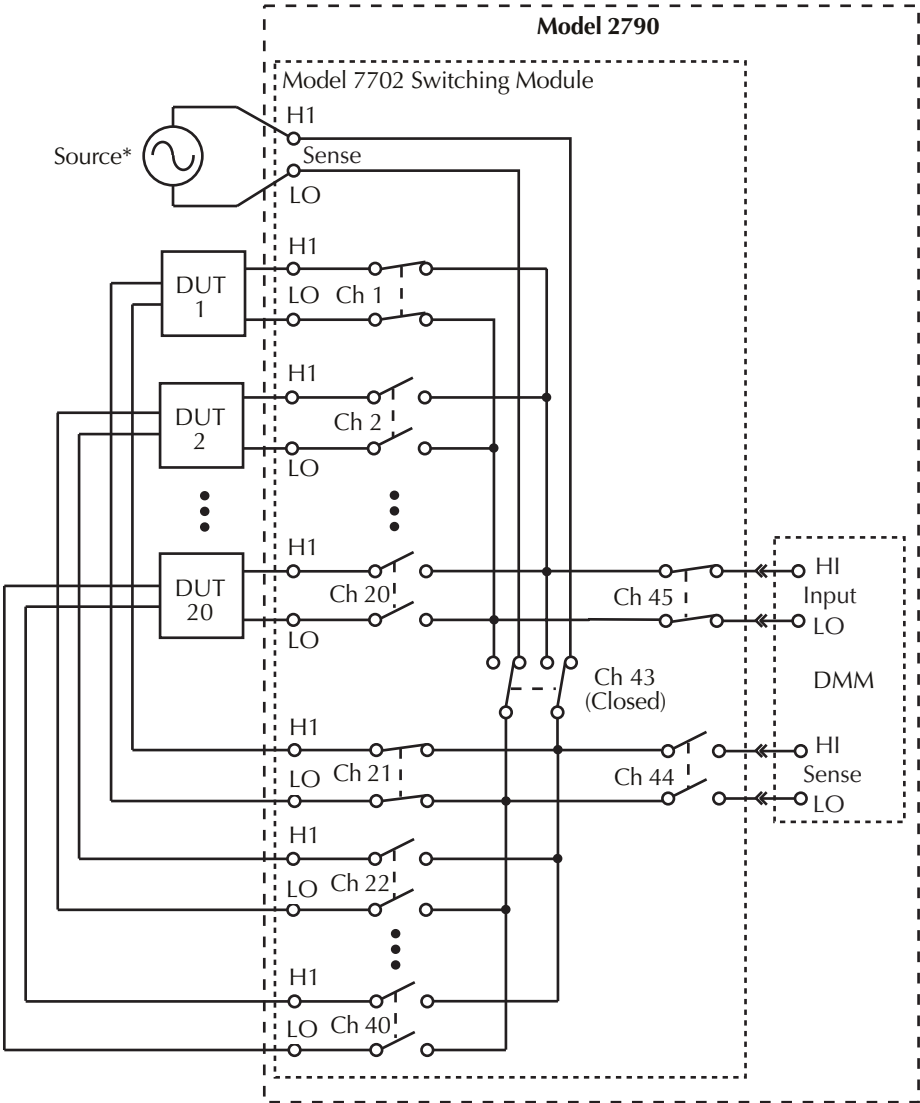 Model 2790
Model 7702 Switching Module
H1
Source*
Sense
LO
H1
DUT
1
LO
Ch 1
H1
DUT
2
Ch 2
LO
H1
DUT
20
Ch 20
LO
Ch 45
HI
Input
LO
Ch 43
(Closed)
DMM
H1
LO
Ch 21
Ch 44
HI
Sense
LO
H1
LO
Ch 22
H1
LO
Ch 40